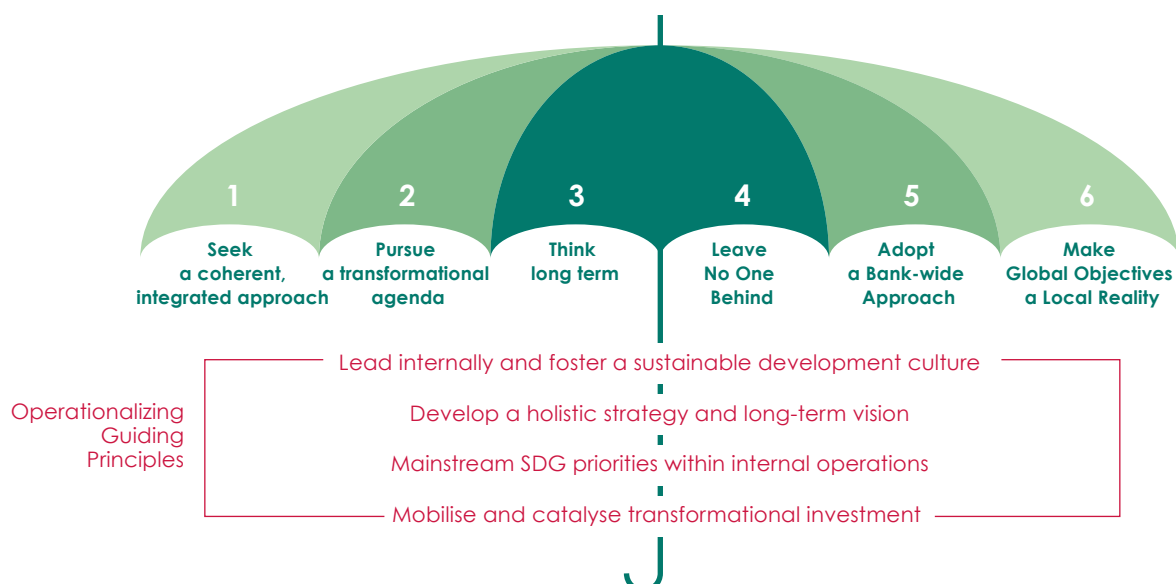 1
Seek
a coherent,
integrated approach
2
Pursue
a transformational
agenda
3
Think
long term
4
Leave
No One
Behind
5
Adopt
a Bank-wide
Approach
6
Make
Global Objectives
a Local Reality
Operationalizing
Guiding
Principles
Lead internally and foster a sustainable development culture
Develop a holistic strategy and long-term vision
Mainstream SDG priorities within internal operations
Mobilise and catalyse transformational investment